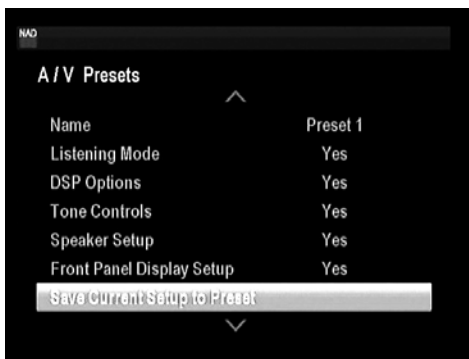 NAD
A / V Presets
Name Preset 1
Listening Mode Yes
DSP Options Yes
Tone Controls Yes
Speaker Setup Yes
Front Panel Display Setup Yes
Save Current Setup to Preset